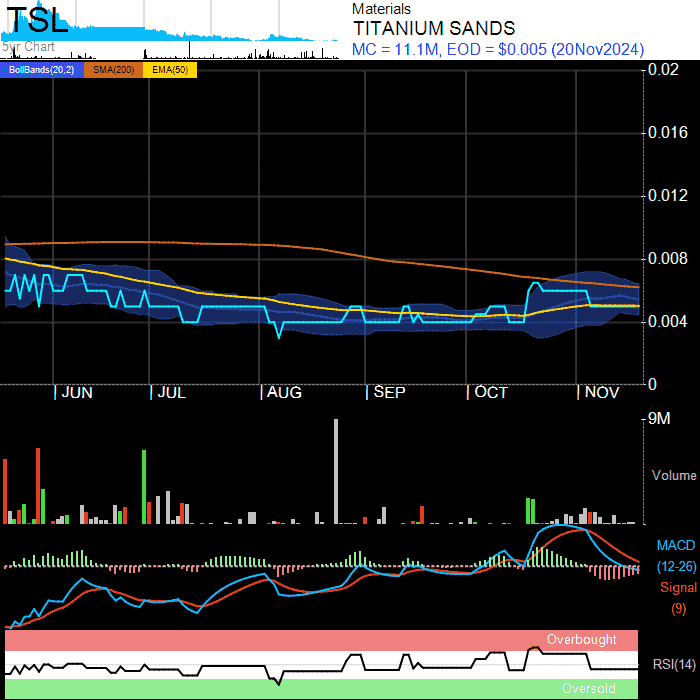 TSL
5yr Chart
Materials
TITANIUM SANDS
MC = 11.1M, EOD = $0.005 (20Nov2024)
BollBands(20,2) SMA(200) EMA(50)
0.02
0.016
0.012
0.008
0.004
0
JUN JUL AUG SEP OCT NOV
9M
Volume
MACD
(12-26)
Signal
(9)
Overbought
RSI(14)
Oversold